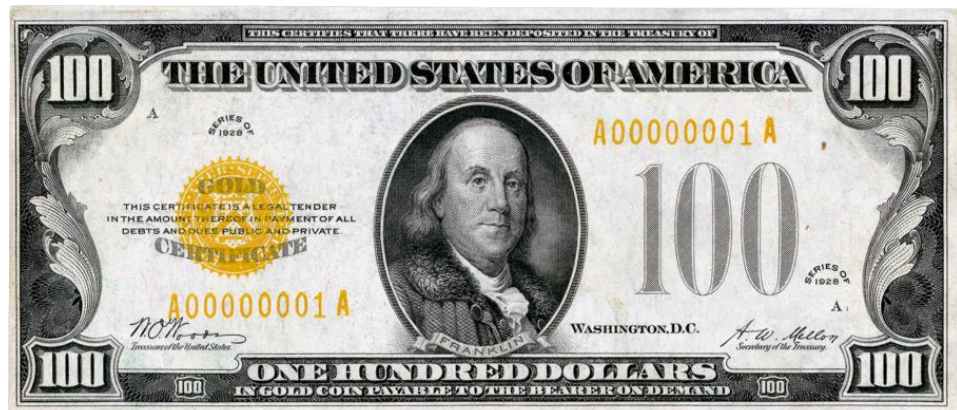 THIS CERTIFIES THAT THERE HAVE BEEN DEPOSITED IN THE TREASURY OF
100 THE UNITED STATES OF AMERICA 100
A
SERIES OF
1928
A00000001 A
GOLD
THIS CERTIFICATE IS A LEGAL TENDER
IN THE AMOUNT THEREOF IN PAYMENT OF ALL
DEBTS AND DUES PUBLIC AND PRIVATE.
CERTIFICATE
100
SERIES OF
1928
A00000001 A
A
WASHINGTON, D.C.
W.O. Woods
Treasurer of the United States.
A. W. Mellon
Secretary of the Treasury.
FRANKLIN
100 ONE HUNDRED DOLLARS 100
100 IN GOLD COIN PAYABLE TO THE BEARER ON DEMAND 100